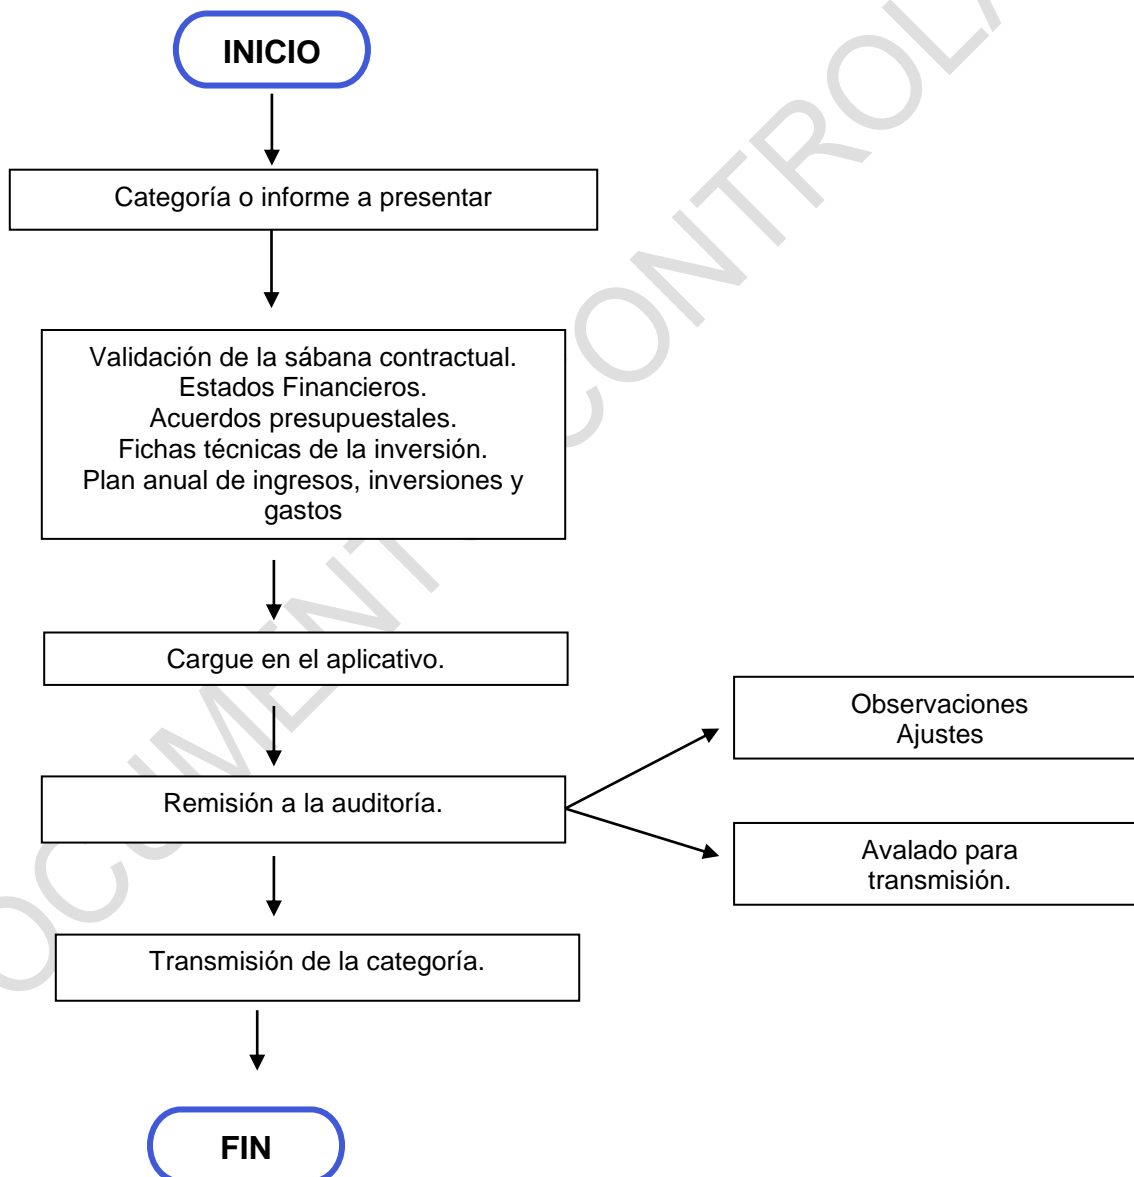 INICIO
Categoría o informe a presentar
Validación de la sábana contractual.
Estados Financieros.
Acuerdos presupuestales.
Fichas técnicas de la inversión.
Plan anual de ingresos, inversiones y
gastos
Cargue en el aplicativo.
Observaciones
Ajustes
Remisión a la auditoría.
Avalado para
transmisión.
Transmisión de la categoría.
FIN